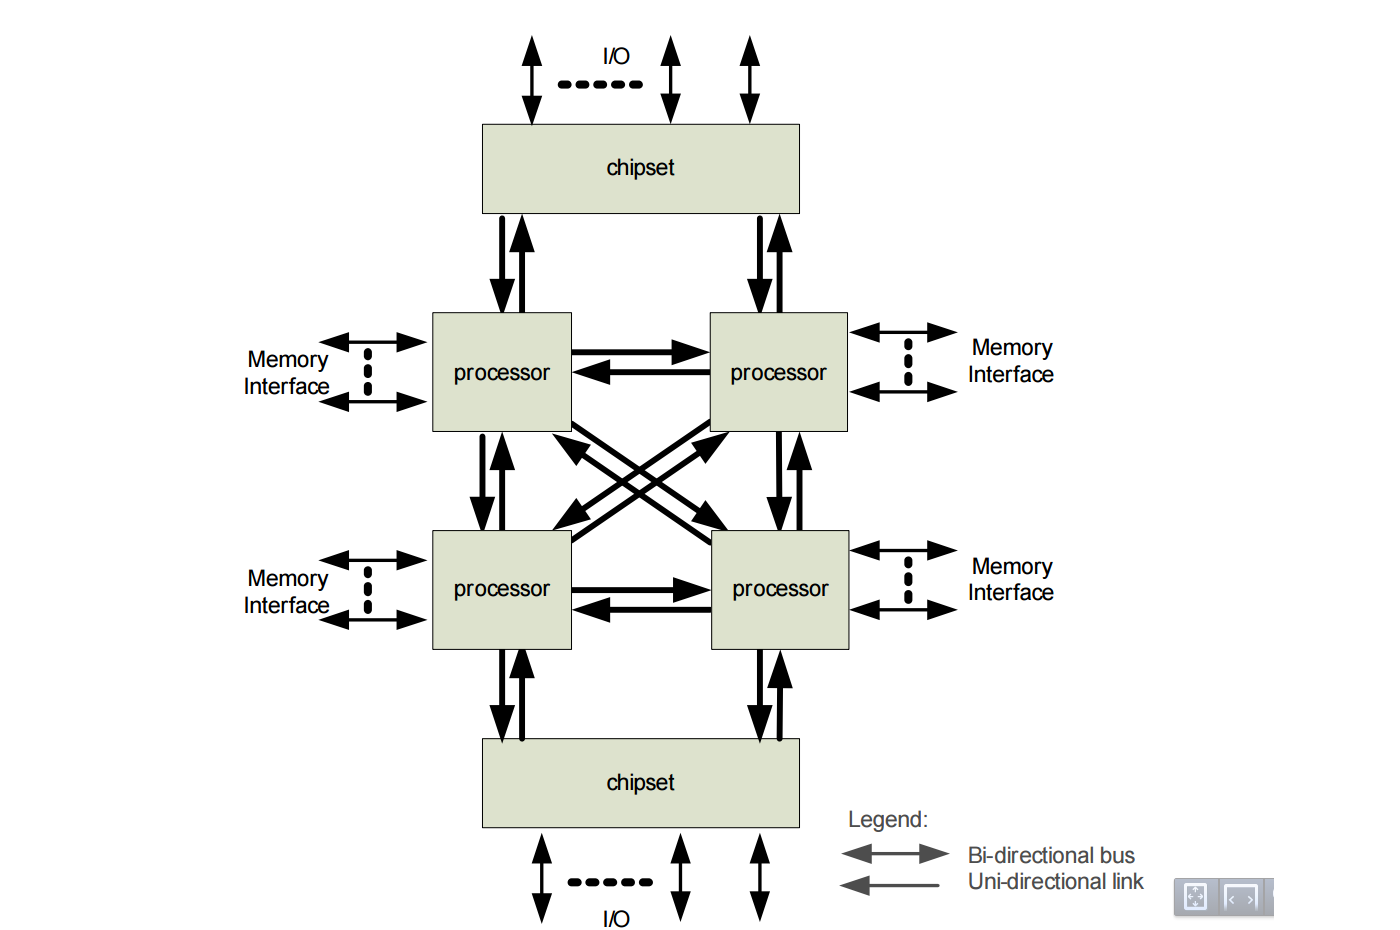 I/O
chipset
processor
processor
Memory
Interface
Memory
Interface
processor
processor
Memory
Interface
Memory
Interface
chipset
Legend:
Bi-directional bus
Uni-directional link
I/O